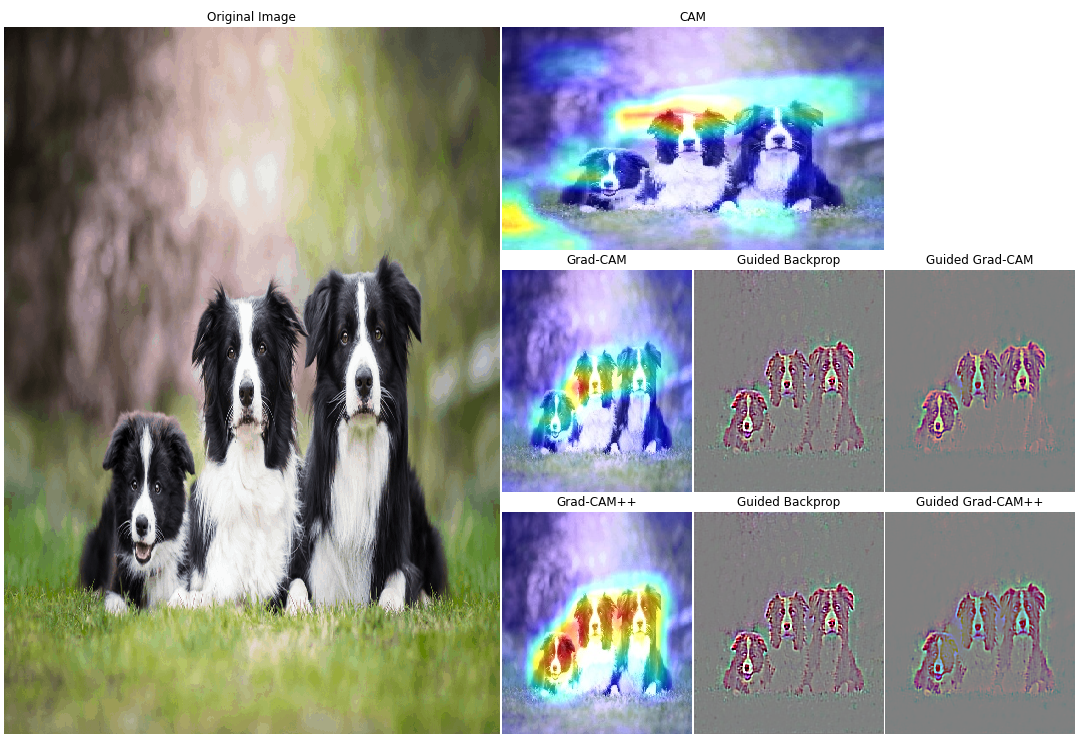 Original Image
CAM
Grad-CAM
Guided Backprop
Guided Grad-CAM
Grad-CAM++
Guided Backprop
Guided Grad-CAM++